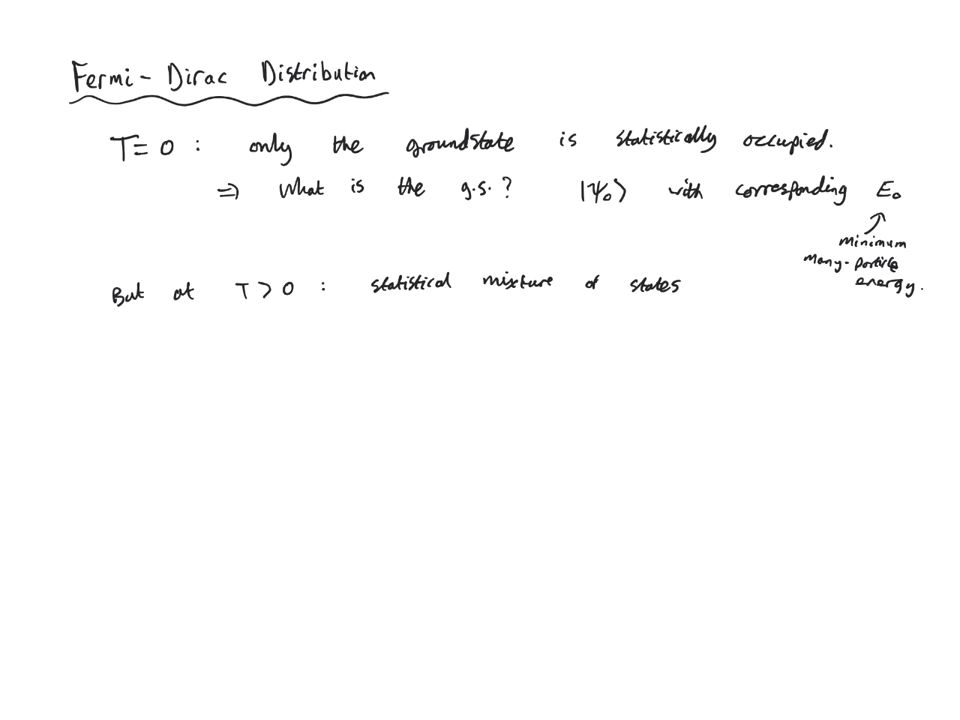 Fermi - Dirac Distribution
T= 0 : only the groundstate is statistically occupied.
⇒ What is the g.s.? |Ψ₀⟩ with corresponding E₀
minimum
many-particle
energy.
But at T > 0 : statistical mixture of states